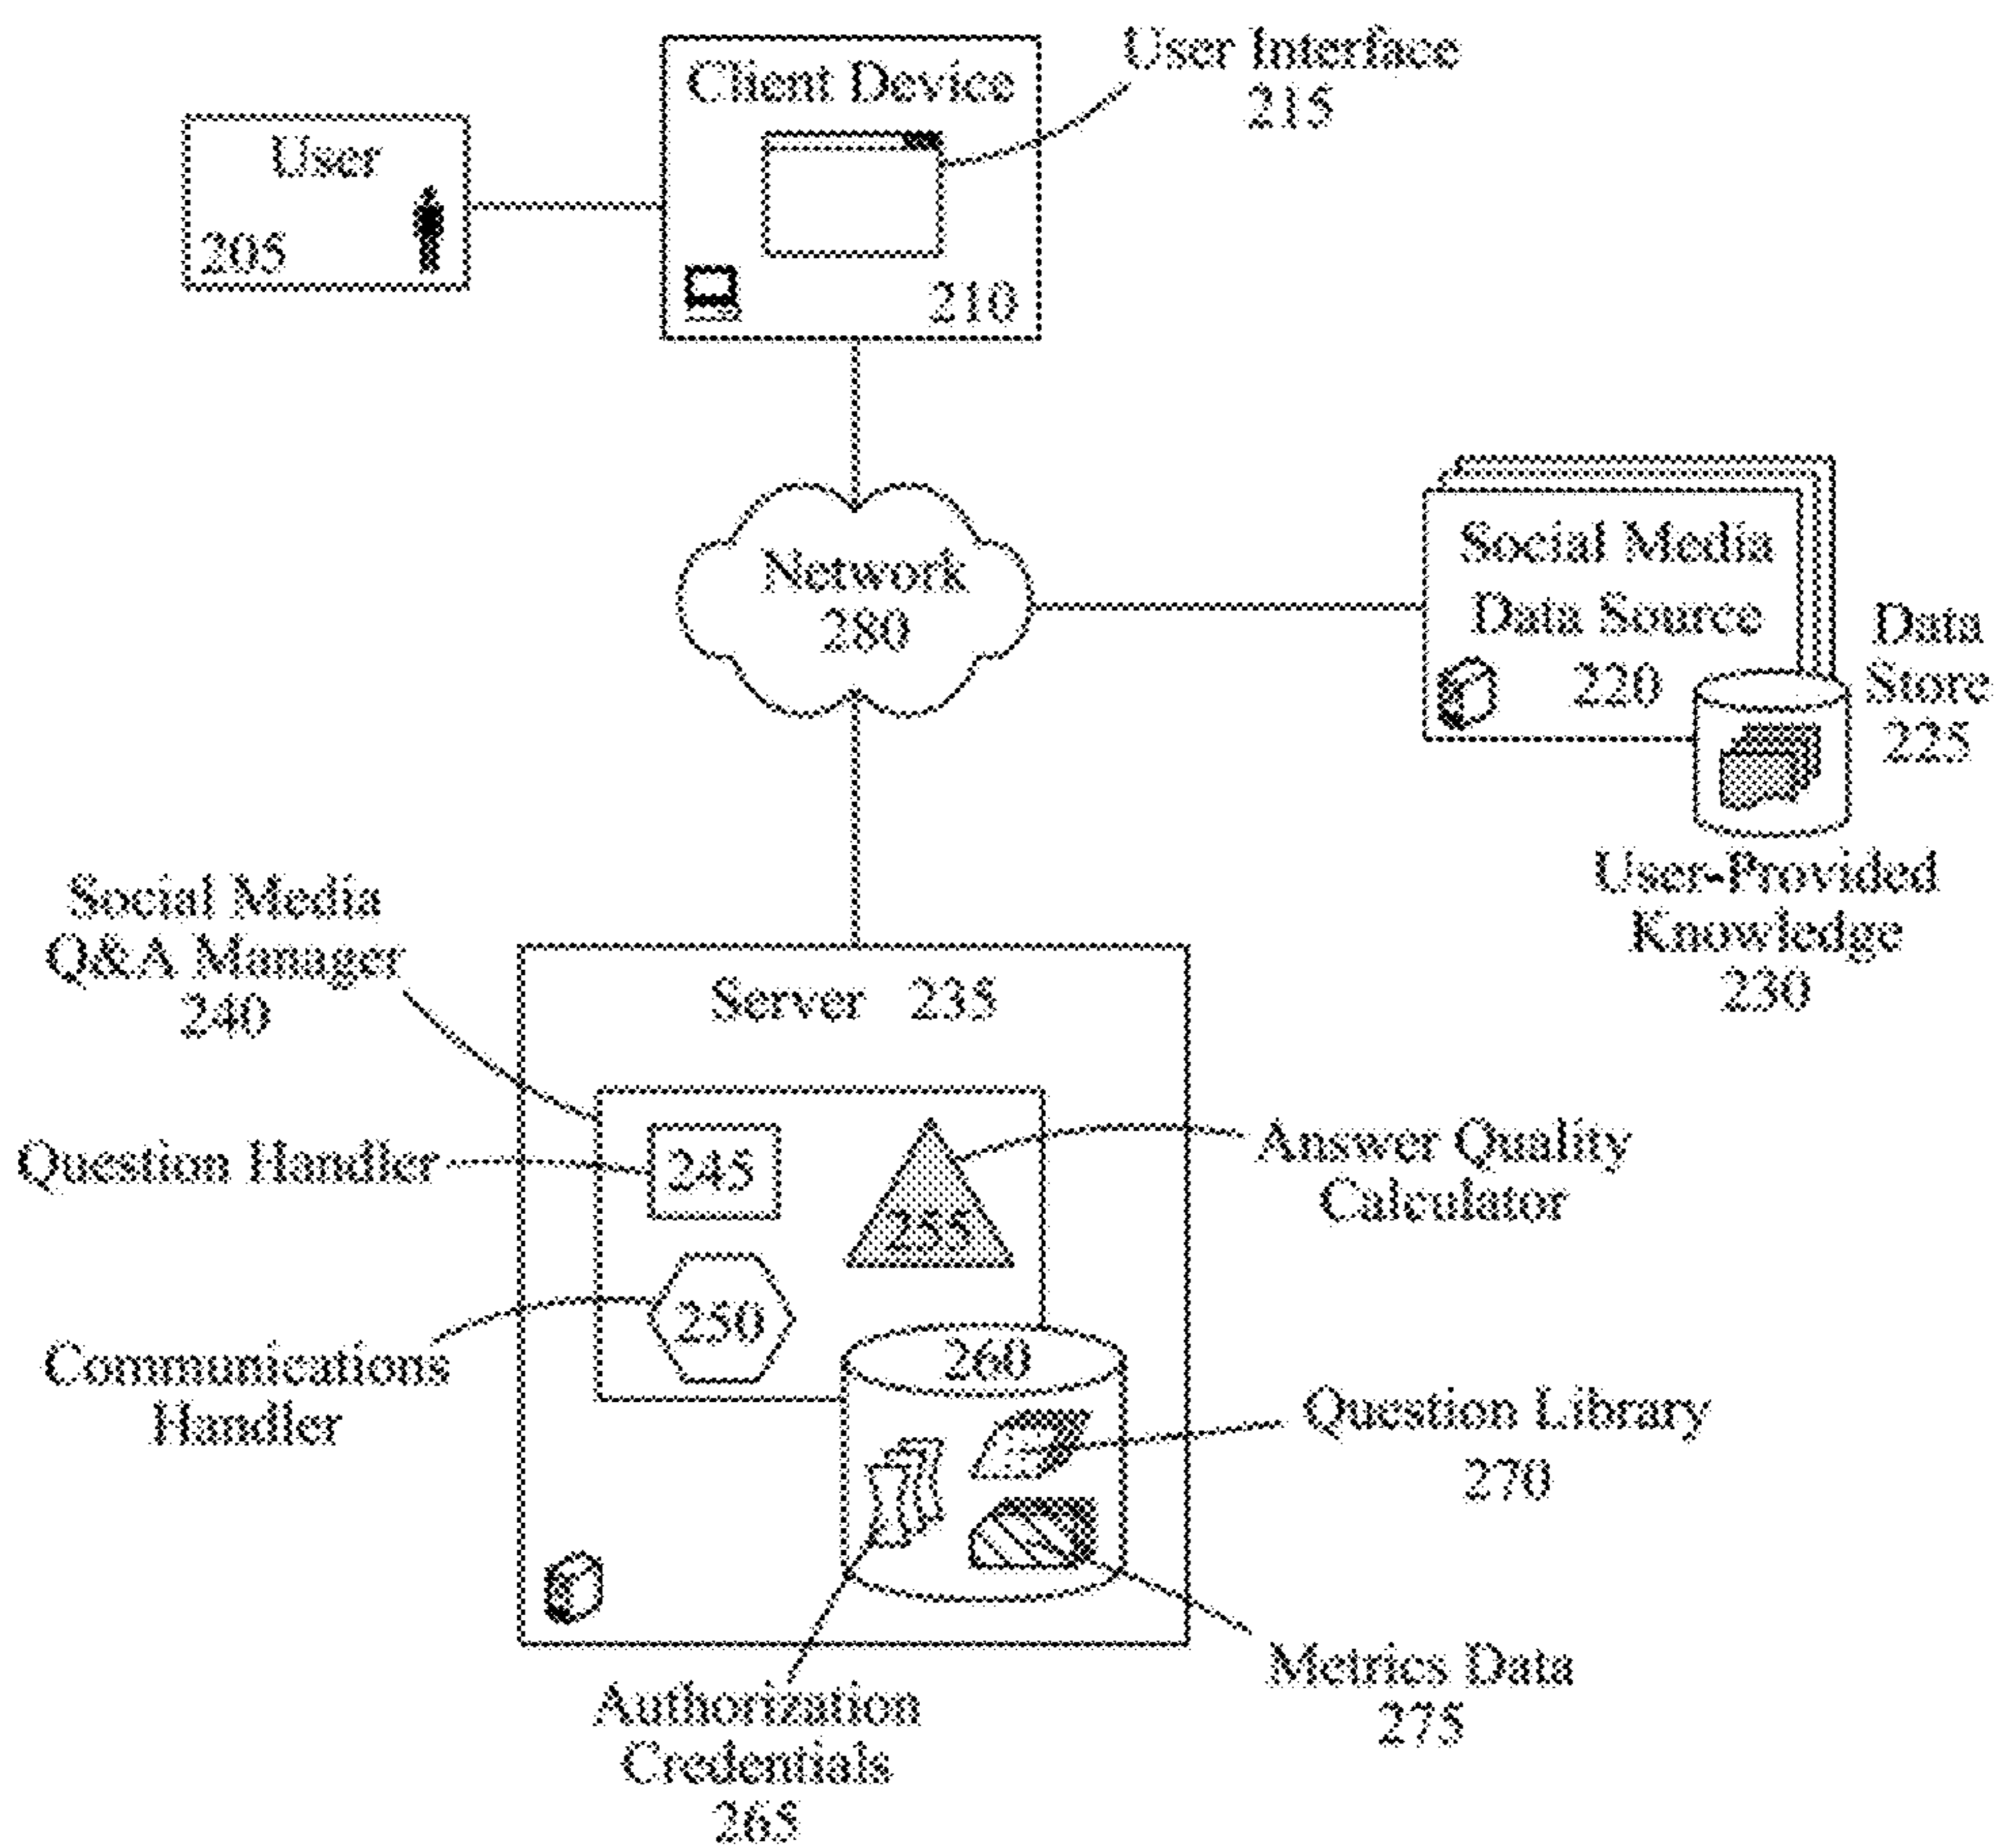 User
205
Client Device
210
User Interface
215
Network
280
Social Media
Data Source
220
Data
Store
225
User-Provided
Knowledge
230
Social Media
Q&A Manager
240
Server 235
Question Handler
245
255
Answer Quality
Calculator
250
Communications
Handler
260
Question Library
270
Metrics Data
275
Authorization
Credentials
265